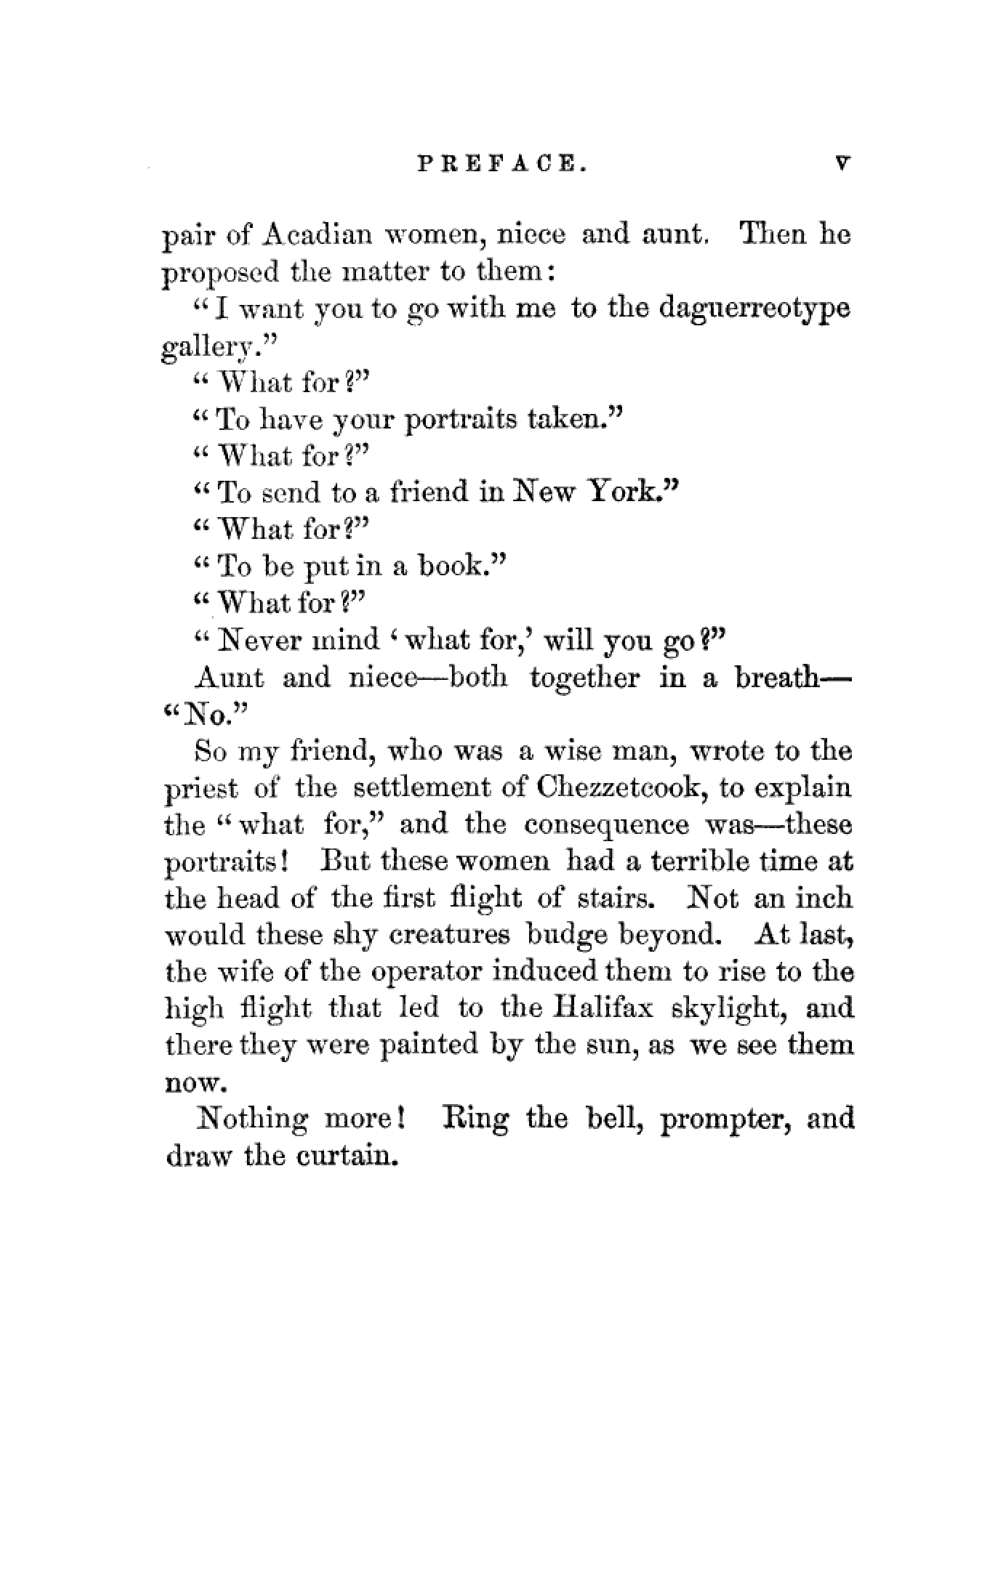 PREFACE. V
pair of Acadian women, niece and aunt. Then he
proposed the matter to them:
“I want you to go with me to the daguerreotype
gallery.”
“What for?”
“To have your portraits taken.”
“What for?”
“To send to a friend in New York.”
“What for?”
“To be put in a book.”
“What for?”
“Never mind ‘what for,’ will you go?”
Aunt and niece—both together in a breath—
“No.”
So my friend, who was a wise man, wrote to the
priest of the settlement of Chezzetcook, to explain
the “what for,” and the consequence was—these
portraits! But these women had a terrible time at
the head of the first flight of stairs. Not an inch
would these shy creatures budge beyond. At last,
the wife of the operator induced them to rise to the
high flight that led to the Halifax skylight, and
there they were painted by the sun, as we see them
now.
Nothing more! Ring the bell, prompter, and
draw the curtain.